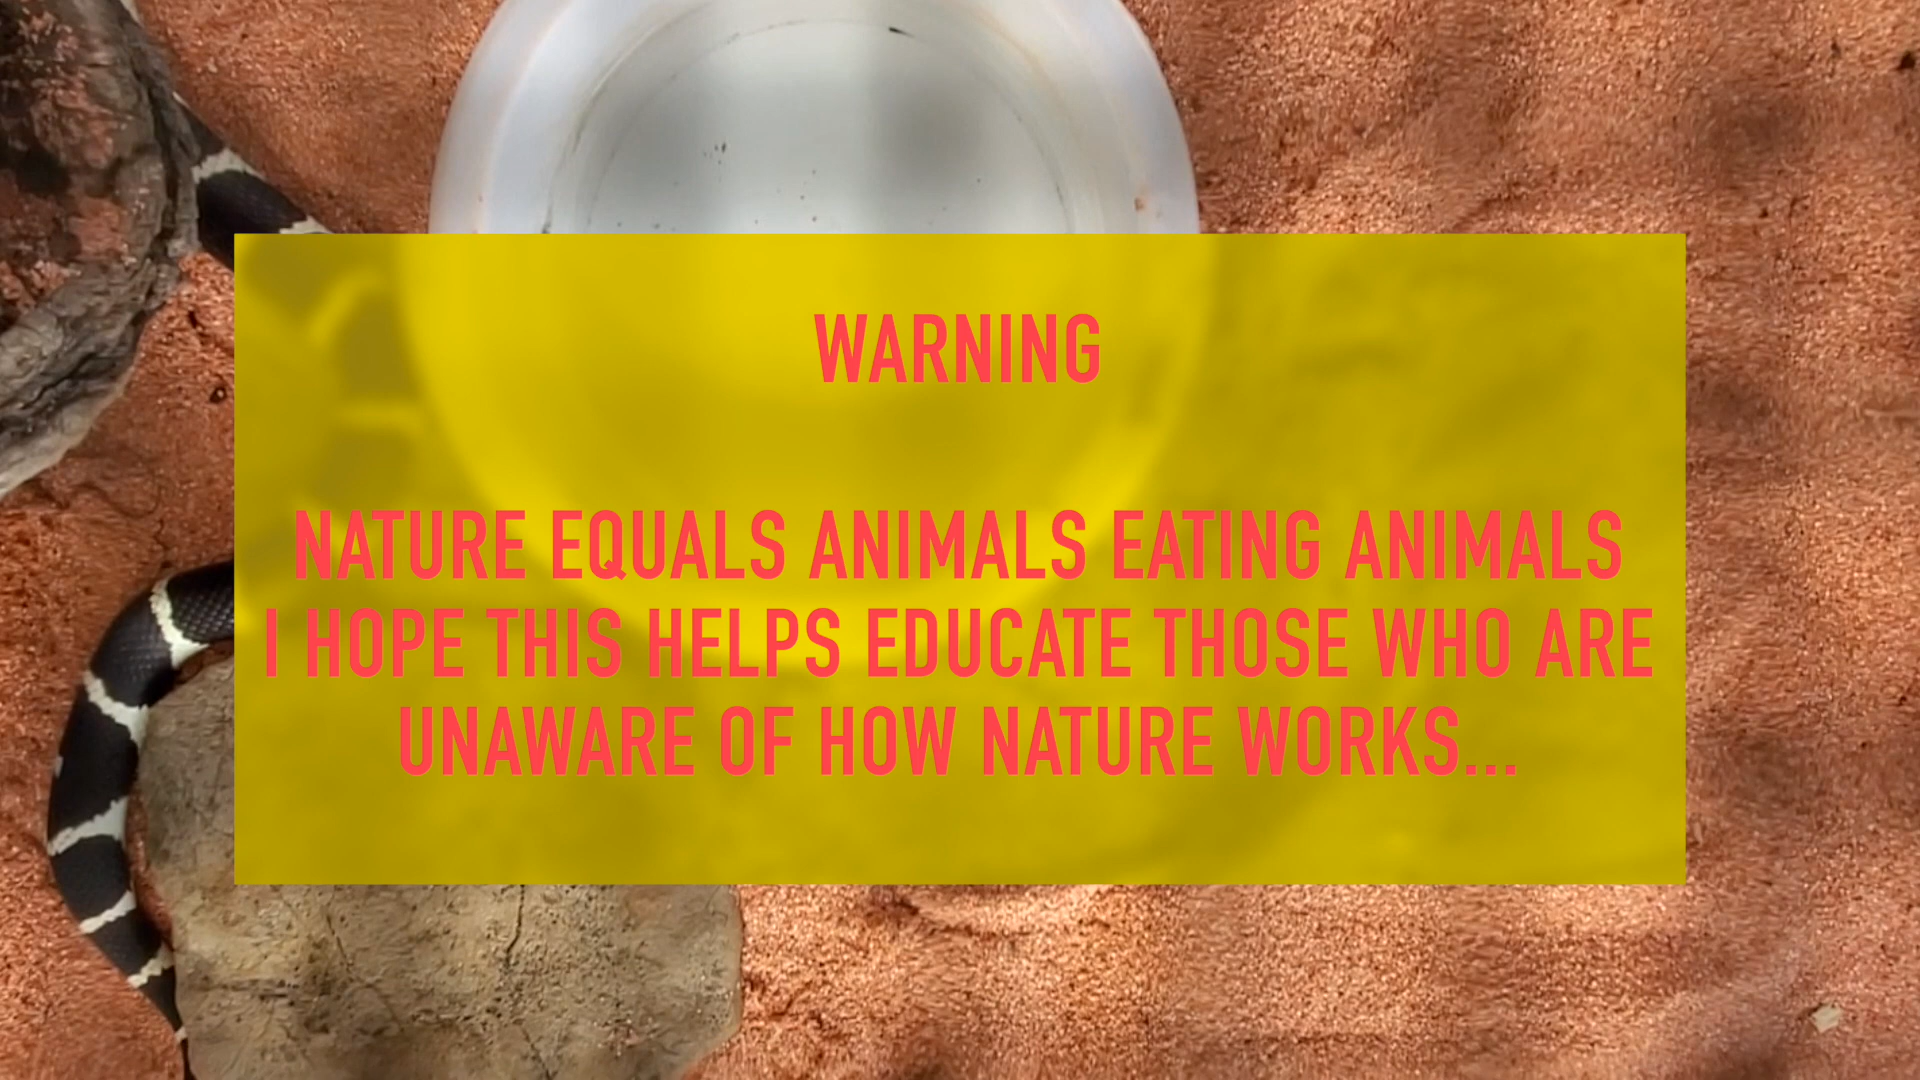 WARNING
NATURE EQUALS ANIMALS EATING ANIMALS
I HOPE THIS HELPS EDUCATE THOSE WHO ARE
UNAWARE OF HOW NATURE WORKS...